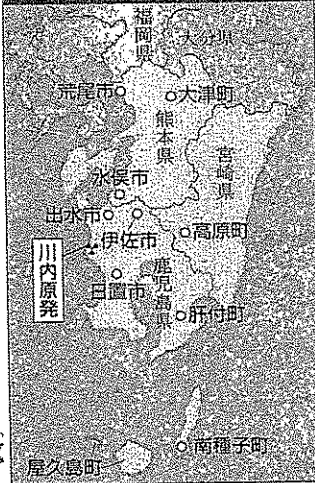 福岡県
大分県
荒尾市
大津町
熊本県
宮崎県
水俣市
出水市
伊佐市
高原町
川内原発
日置市
鹿児島県
肝付町
南種子町
屋久島町